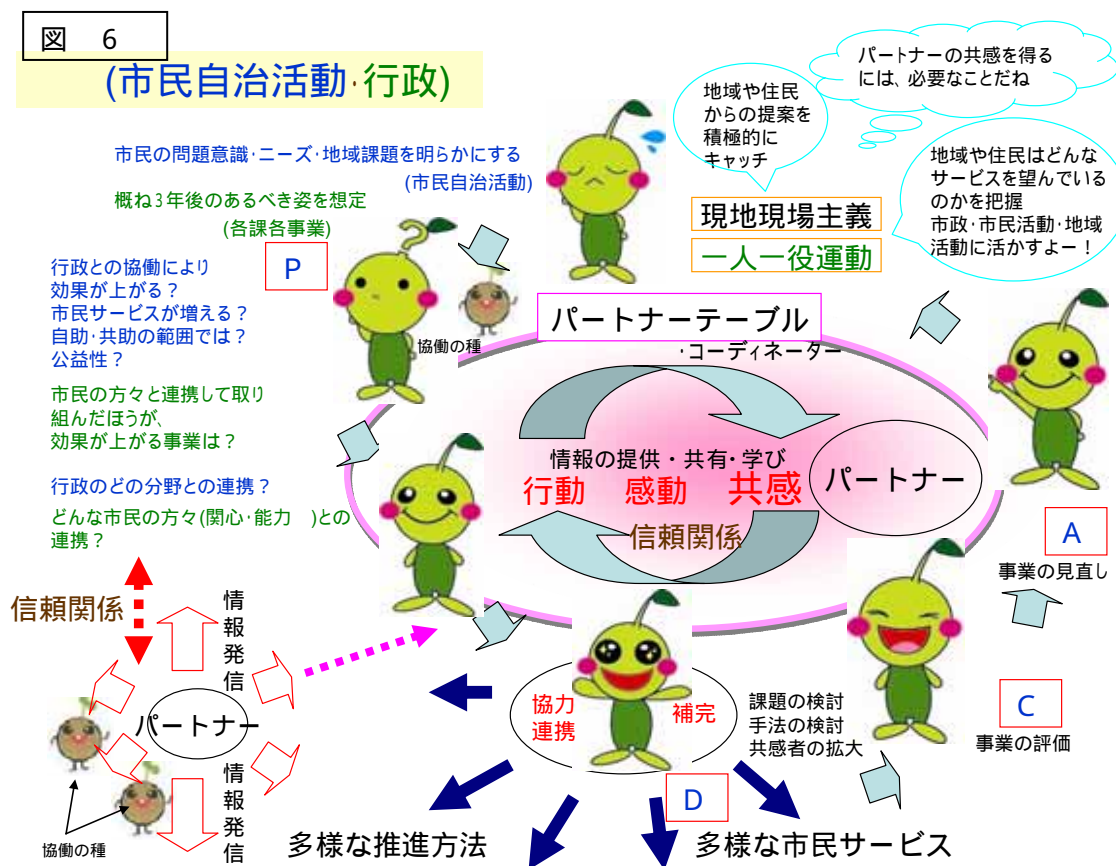 図 6
(市民自治活動･行政)
パートナーの共感を得る
には、必要なことだね
地域や住民
からの提案を
積極的に
キャッチ
市民の問題意識･ニーズ･地域課題を明らかにする
(市民自治活動)
地域や住民はどんな
サービスを望んでいる
のかを把握
市政･市民活動･地域
活動に活かすよー！
概ね3年後のあるべき姿を想定
(各課各事業)
現地現場主義
一人一役運動
P
行政との協働により
効果が上がる？
市民サービスが増える？
自助･共助の範囲では？
公益性？
協働の種
パートナーテーブル
･コーディネーター
市民の方々と連携して取り
組んだほうが、
効果が上がる事業は？
情報の提供・共有･学び
行動 感動 共感
パートナー
信頼関係
行政のどの分野との連携？
どんな市民の方々(関心･能力 )との
連携？
A
事業の見直し
信頼関係
情報発信
パートナー
情報発信
協働の種
協力
連携
補完
課題の検討
手法の検討
共感者の拡大
C
事業の評価
D
多様な推進方法
多様な市民サービス